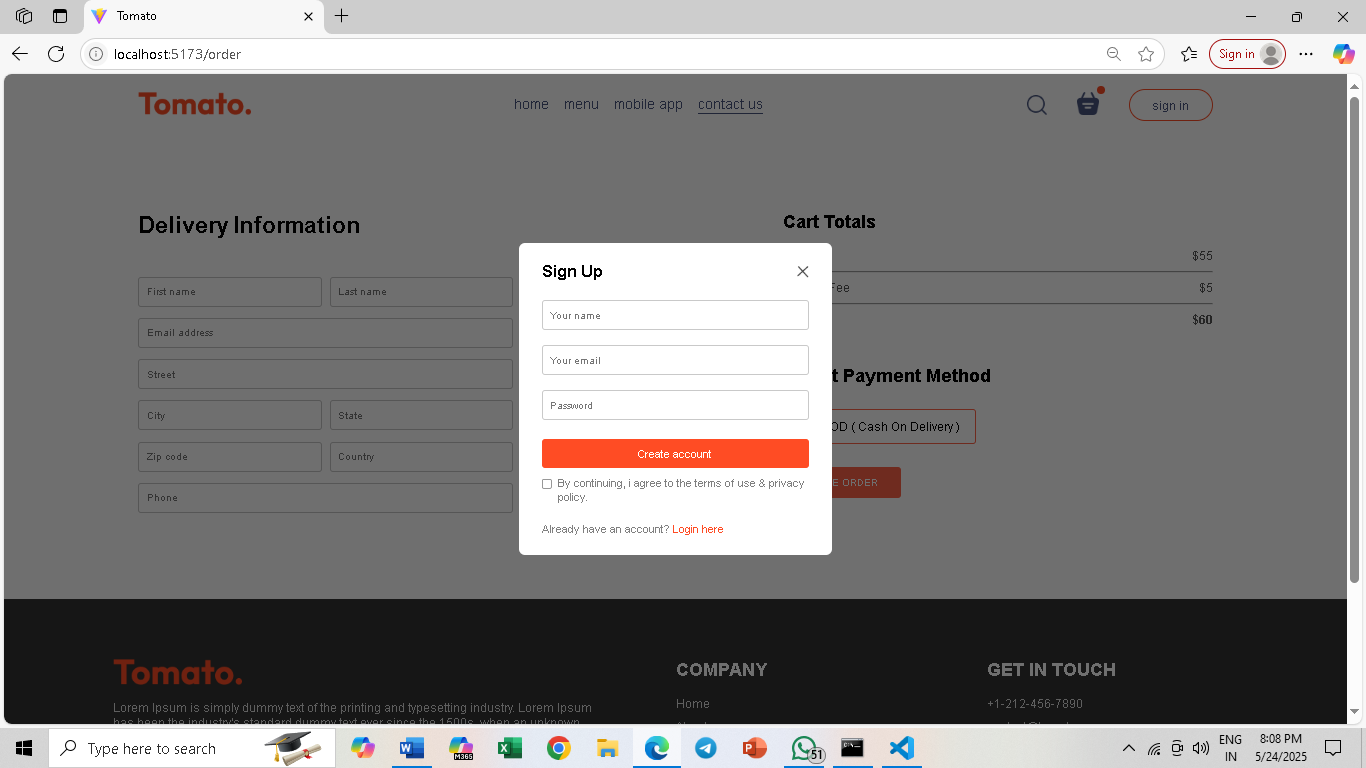 Tomato
localhost:5173/order
Sign in
Tomato.
home menu mobile app contact us
sign in
Delivery Information
First name
Last name
Email address
Street
City
State
Zip code
Country
Phone
Sign Up
Your name
Your email
Password
Create account
By continuing, i agree to the terms of use & privacy
policy.
Already have an account? Login here
Cart Totals
$55
Fee $5
$60
Payment Method
( Cash On Delivery )
ORDER
Tomato.
Lorem Ipsum is simply dummy text of the printing and typesetting industry. Lorem Ipsum
has been the industry's standard dummy text ever since the 1500s, when an unknown
COMPANY
Home
GET IN TOUCH
+1-212-456-7890
Type here to search
M365
51
ENG
IN
8:08 PM
5/24/2025